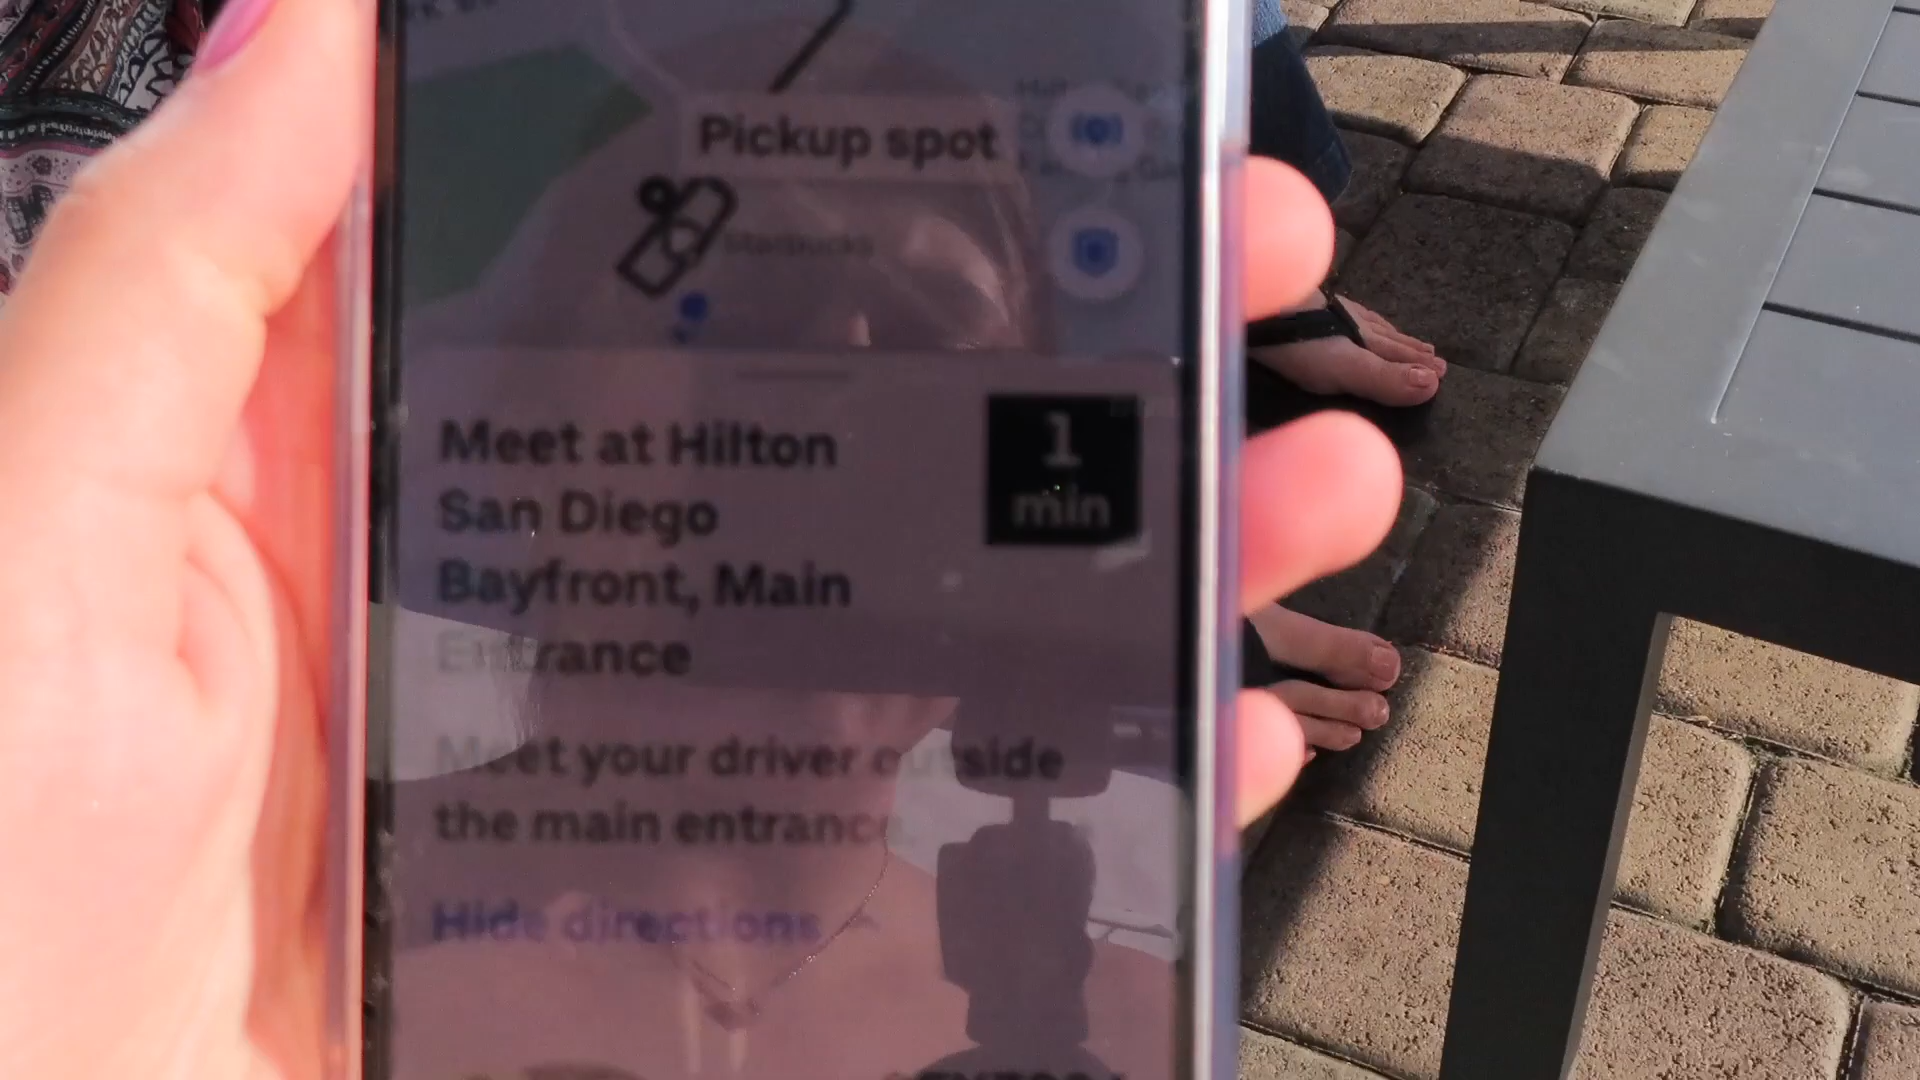 Pickup spot
Starbucks
Meet at Hilton
San Diego
Bayfront, Main
Entrance
1
min
Meet your driver outside
the main entrance.
Hide directions